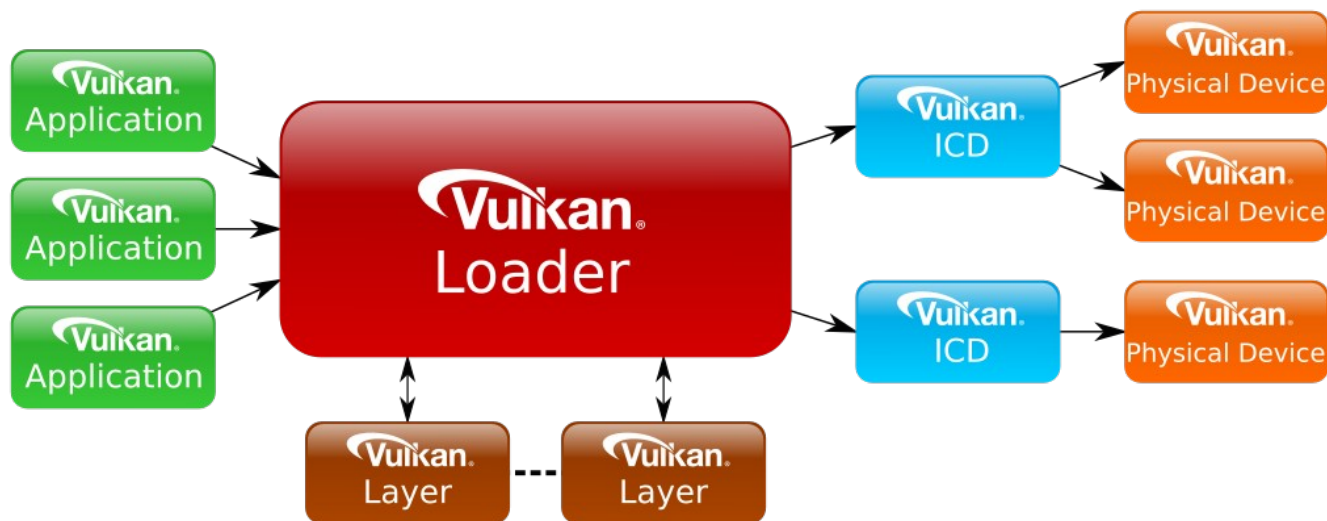 Vulkan®
Application
Vulkan®
Application
Vulkan®
Application
Vulkan®
Loader
Vulkan®
Layer
Vulkan®
Layer
Vulkan®
ICD
Vulkan®
ICD
Vulkan®
Physical Device
Vulkan®
Physical Device
Vulkan®
Physical Device